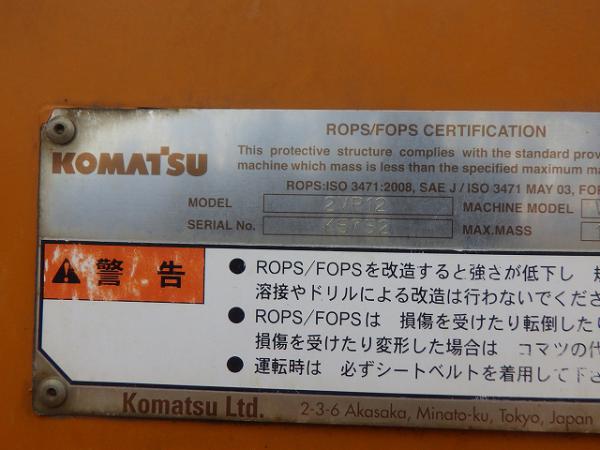 ROPS/FOPS CERTIFICATION
KOMATSU
This protective structure complies with the standard prov
machine which mass is less than the specified maximum ma
ROPS:ISO 3471:2008, SAE J / ISO 3471 MAY 03, FO
MODEL MACHINE MODEL
SERIAL No. MAX.MASS
警告
● ROPS/FOPSを改造すると強さが低下し 規
溶接やドリルによる改造は行わないでくださ
● ROPS/FOPSは 損傷を受けたり転倒したり
損傷を受けたり変形した場合は コマツの代
● 運転時は 必ずシートベルトを着用して下さ
Komatsu Ltd. 2-3-6 Akasaka, Minato-ku, Tokyo, Japan